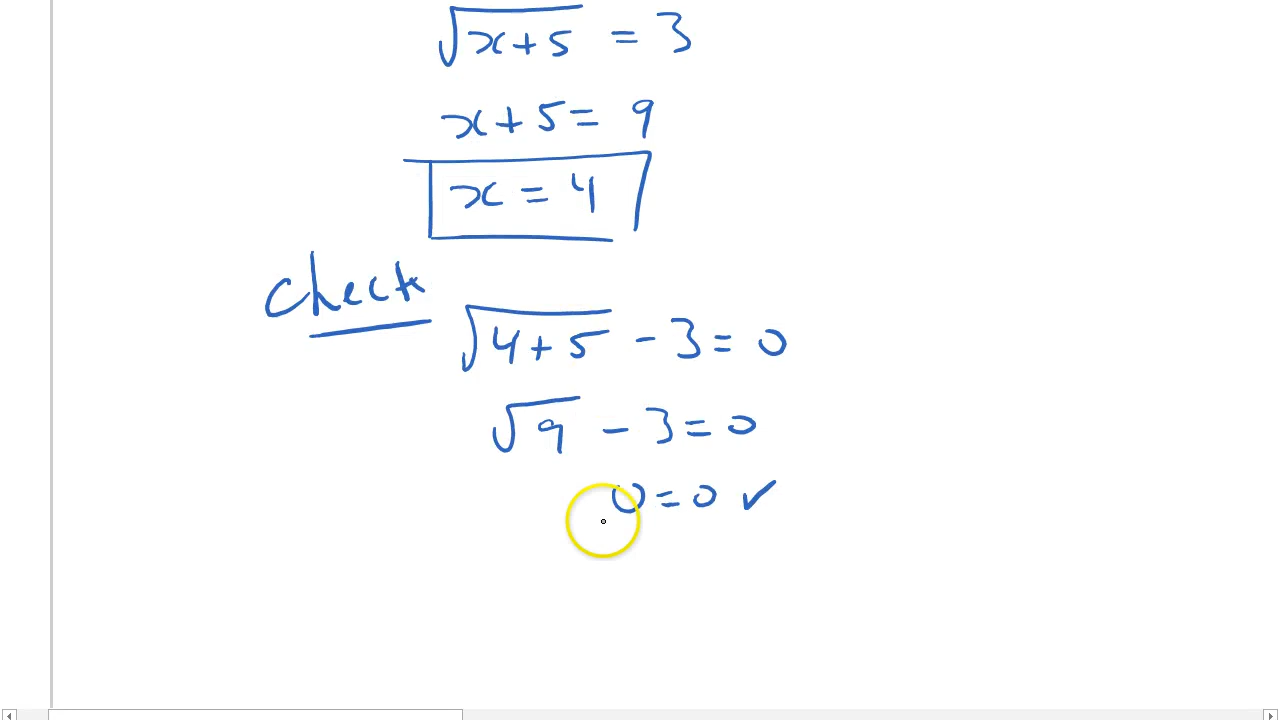 √x+5 = 3
x+5 = 9
x = 4
Check
√4+5 - 3 = 0
√9 - 3 = 0
0 = 0 ✓